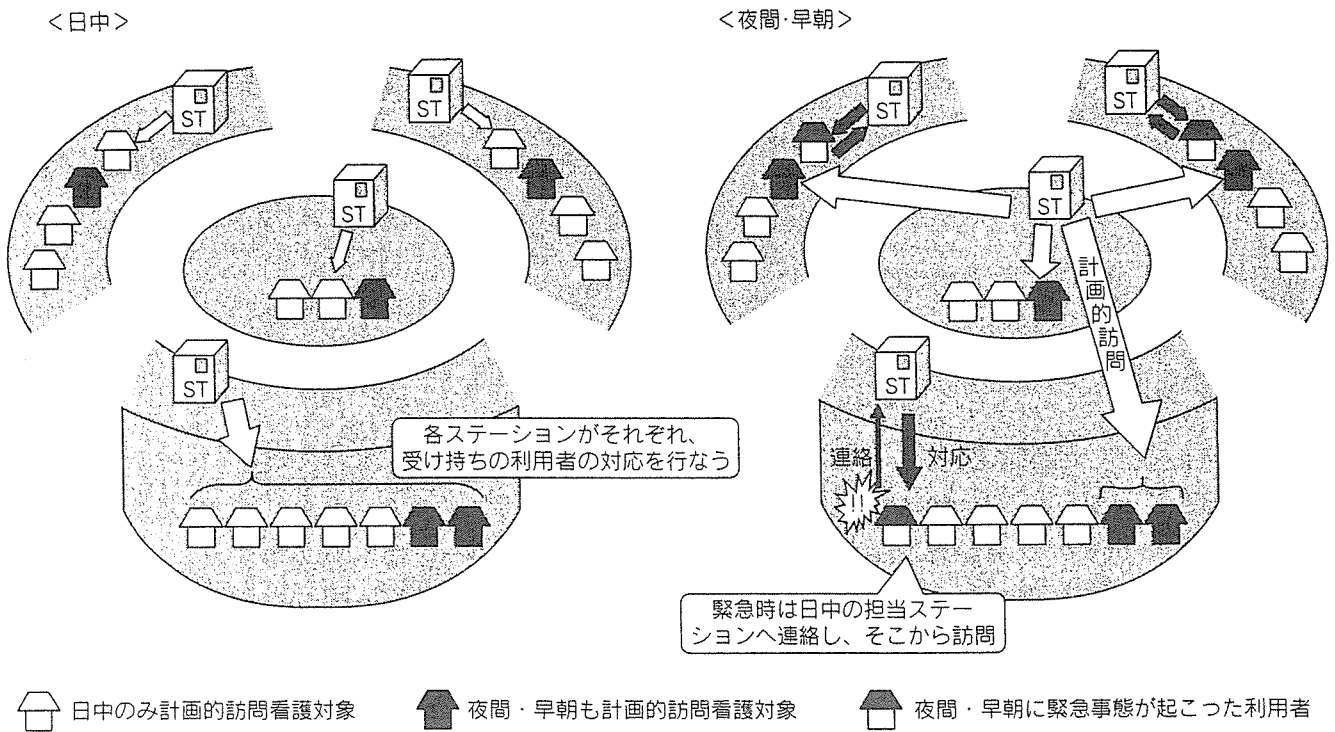 <日中>
ST
ST
ST
ST
各ステーションがそれぞれ、
受け持ちの利用者の対応を行なう
<夜間・早朝>
ST
ST
ST
計画的訪問
ST
連絡
対応
!!
緊急時は日中の担当ステー
ションへ連絡し、そこから訪問
日中のみ計画的訪問看護対象
夜間・早朝も計画的訪問看護対象
夜間・早朝に緊急事態が起こった利用者